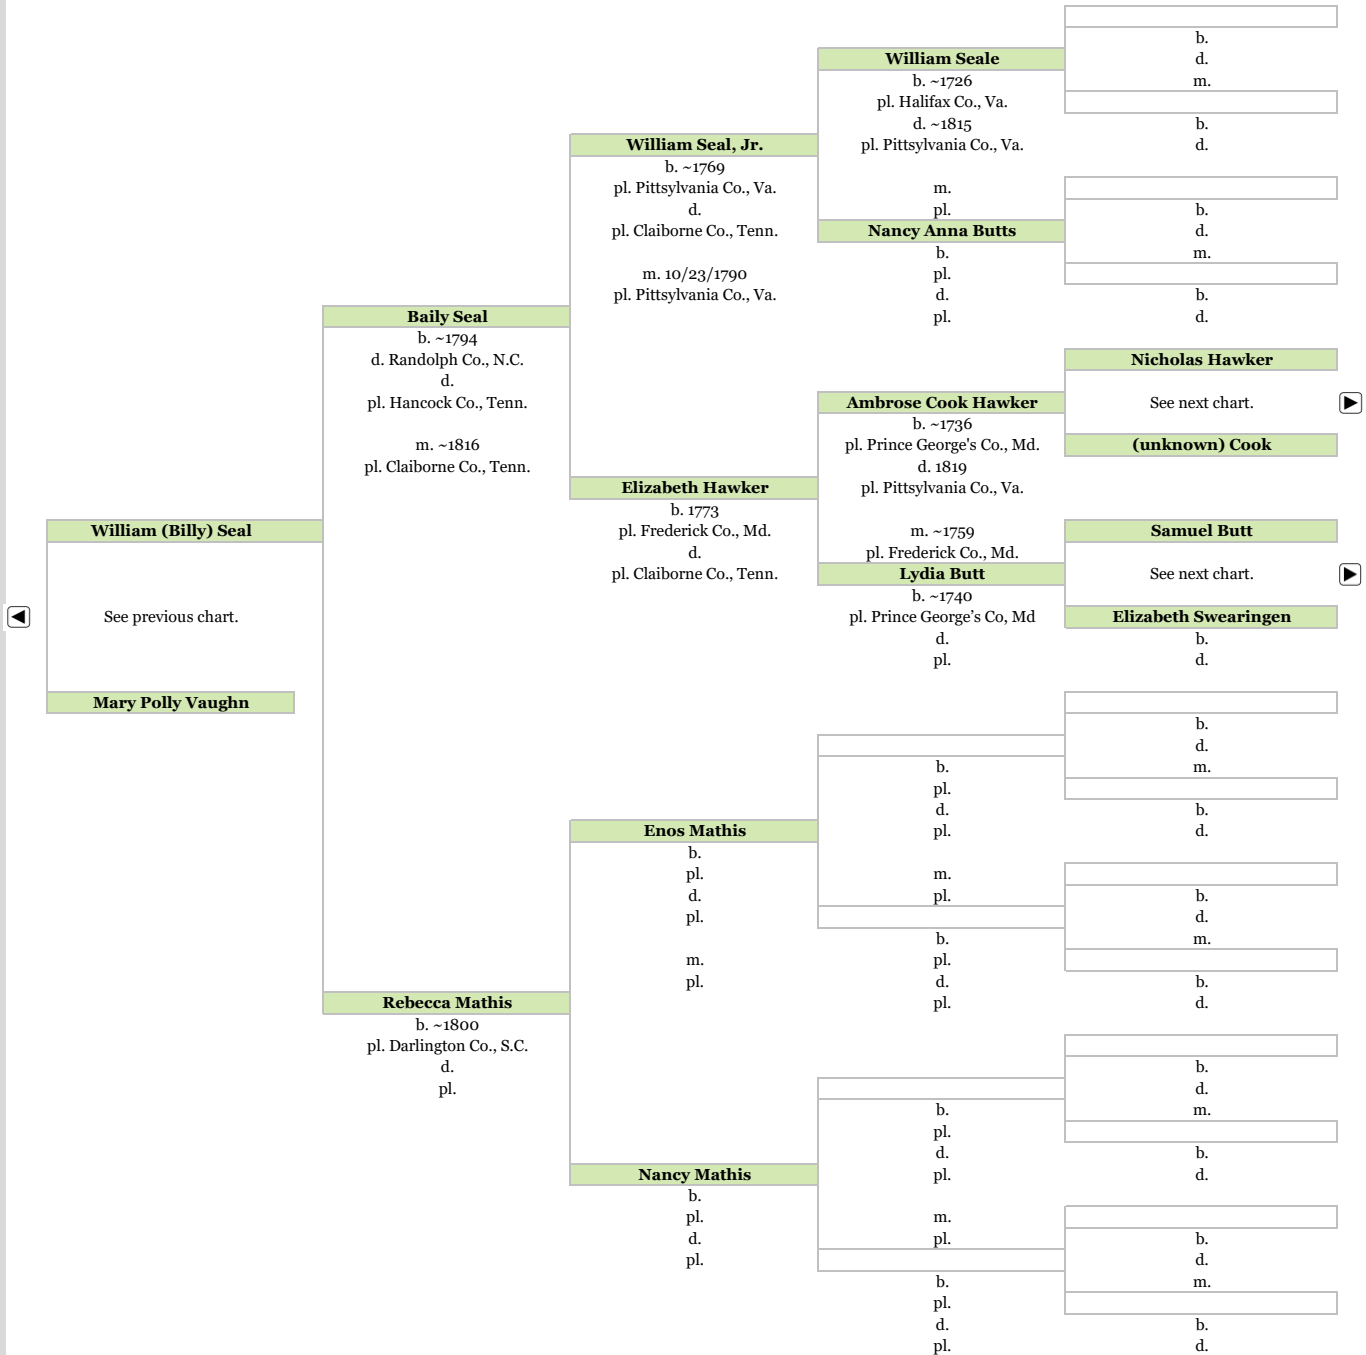 William (Billy) Seal
See previous chart.
Mary Polly Vaughn
Baily Seal
b. ~1794
d. Randolph Co., N.C.
d.
pl. Hancock Co., Tenn.
m. ~1816
pl. Claiborne Co., Tenn.
Rebecca Mathis
b. ~1800
pl. Darlington Co., S.C.
d.
pl.
William Seal, Jr.
b. ~1769
pl. Pittsylvania Co., Va.
d.
pl. Claiborne Co., Tenn.
m. 10/23/1790
pl. Pittsylvania Co., Va.
Elizabeth Hawker
b. 1773
pl. Frederick Co., Md.
d.
pl. Claiborne Co., Tenn.
Enos Mathis
b.
pl.
d.
pl.
m.
pl.
Nancy Mathis
b.
pl.
d.
pl.
William Seale
b. ~1726
pl. Halifax Co., Va.
d. ~1815
pl. Pittsylvania Co., Va.
m.
pl.
Nancy Anna Butts
b.
pl.
d.
pl.
Ambrose Cook Hawker
b. ~1736
pl. Prince George's Co., Md.
d. 1819
pl. Pittsylvania Co., Va.
m. ~1759
pl. Frederick Co., Md.
Lydia Butt
b. ~1740
pl. Prince George’s Co, Md
d.
pl.
b.
pl.
d.
pl.
m.
pl.
b.
pl.
d.
pl.
b.
pl.
d.
pl.
m.
pl.
b.
pl.
d.
pl.
b.
d.
m.
b.
d.
b.
d.
m.
b.
d.
Nicholas Hawker
See next chart.
(unknown) Cook
Samuel Butt
See next chart.
Elizabeth Swearingen
b.
d.
b.
d.
m.
b.
d.
b.
d.
m.
b.
d.
b.
d.
m.
b.
d.
b.
d.
m.
b.
d.